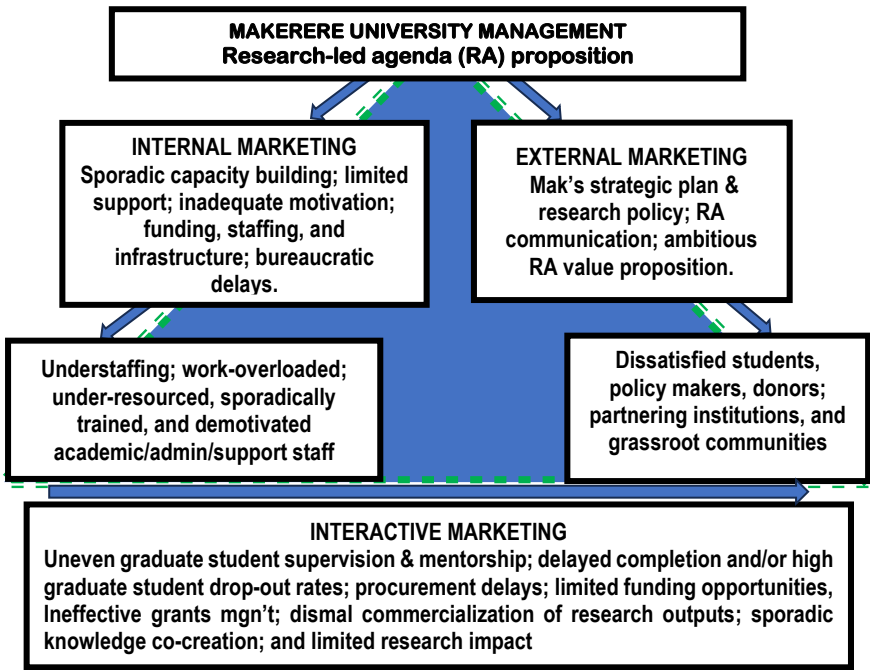 MAKERERE UNIVERSITY MANAGEMENT
Research-led agenda (RA) proposition
INTERNAL MARKETING
Sporadic capacity building; limited
support; inadequate motivation;
funding, staffing, and
infrastructure; bureaucratic
delays.
EXTERNAL MARKETING
Mak's strategic plan &
research policy; RA
communication; ambitious
RA value proposition.
Understaffing; work-overloaded;
under-resourced, sporadically
trained, and demotivated
academic/admin/support staff
Dissatisfied students,
policy makers, donors;
partnering institutions, and
grassroot communities
INTERACTIVE MARKETING
Uneven graduate student supervision & mentorship; delayed completion and/or high
graduate student drop-out rates; procurement delays; limited funding opportunities,
Ineffective grants mgn't; dismal commercialization of research outputs; sporadic
knowledge co-creation; and limited research impact